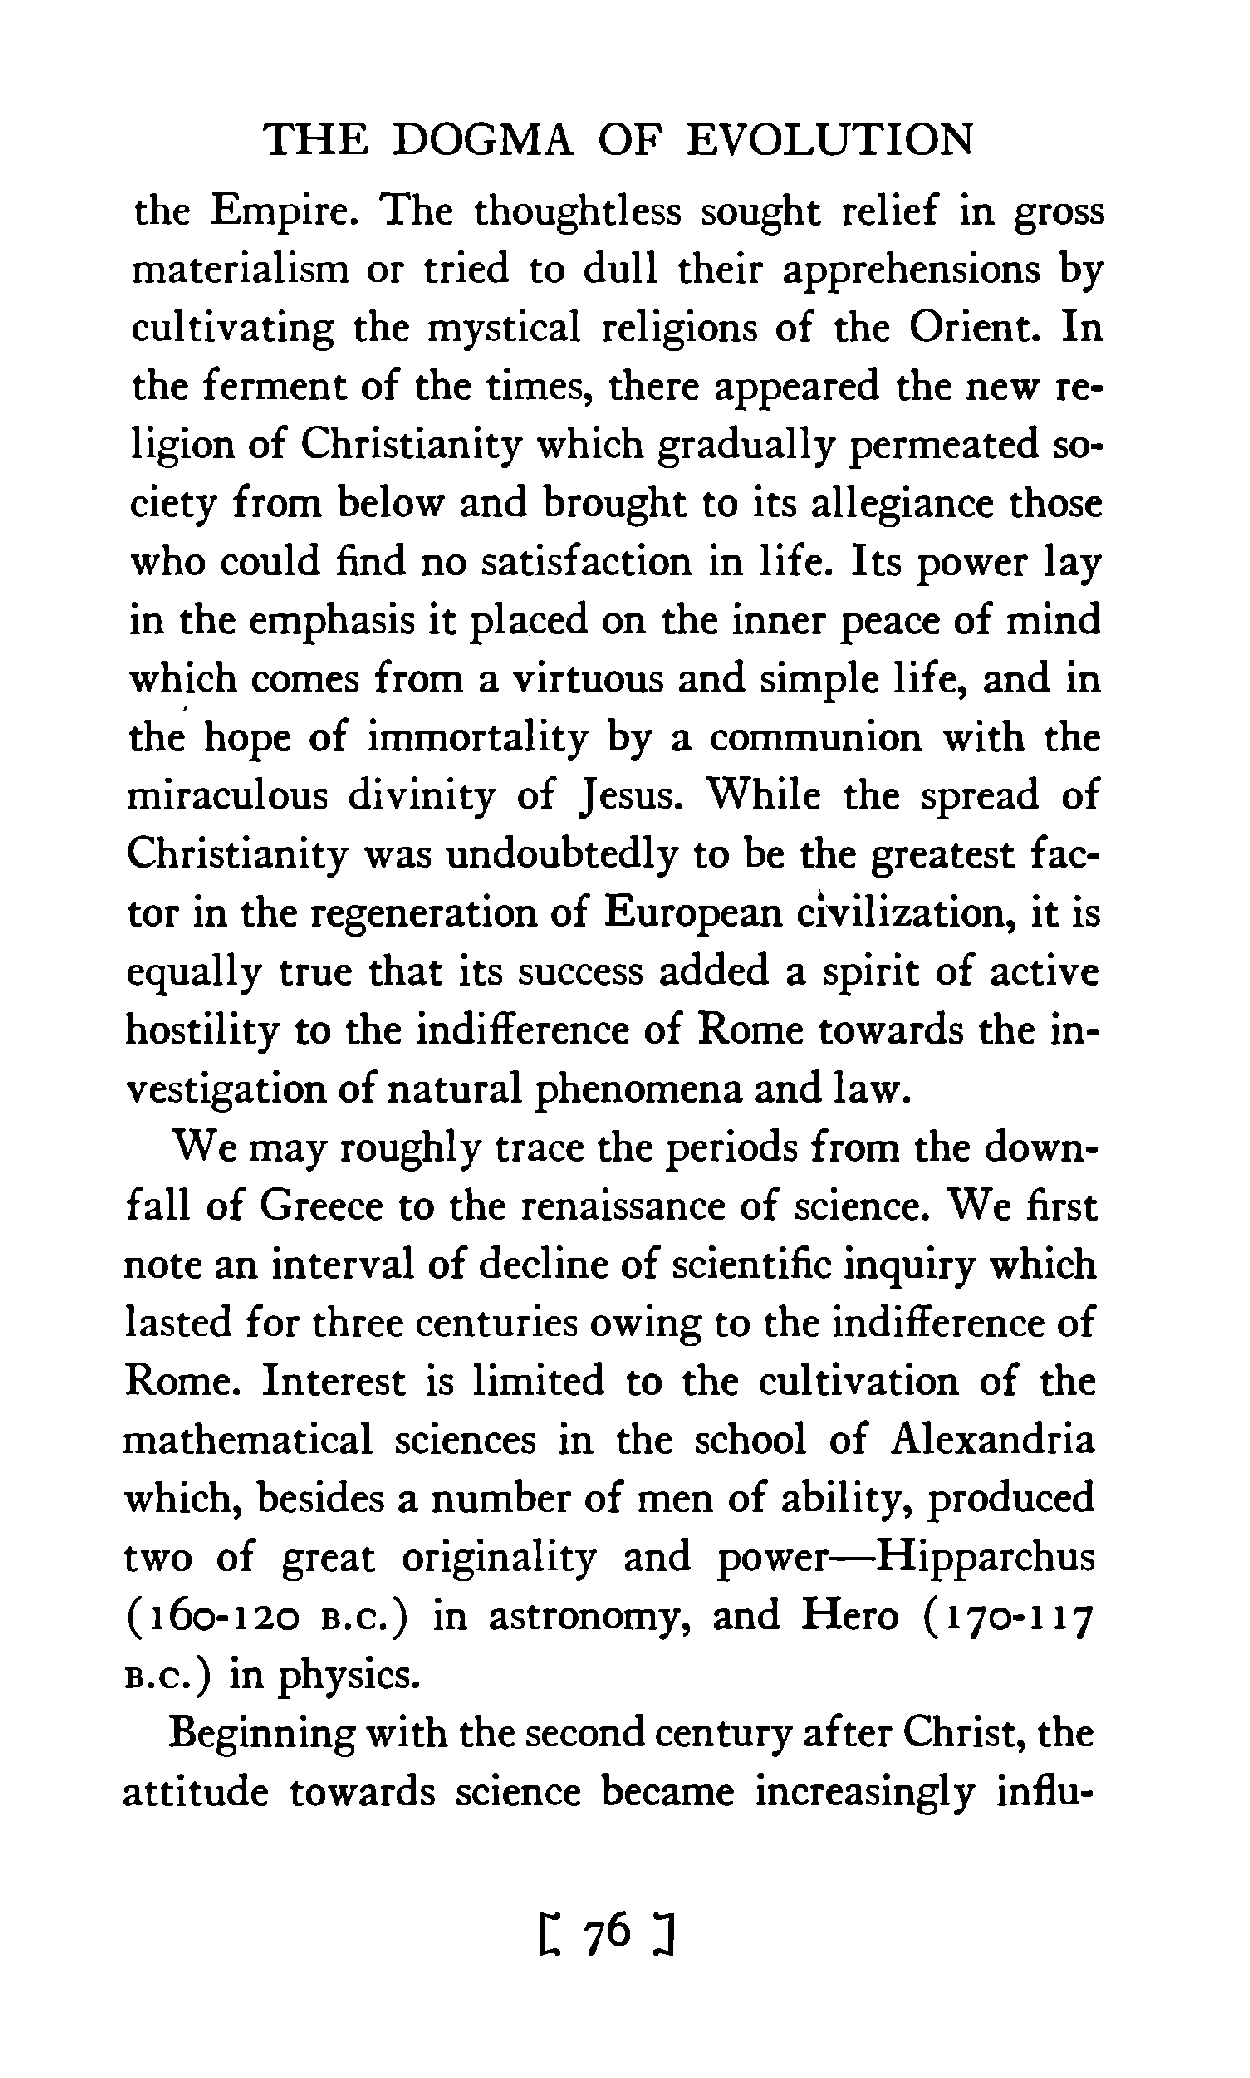 THE DOGMA OF EVOLUTION
the Empire. The thoughtless sought relief in gross
materialism or tried to dull their apprehensions by
cultivating the mystical religions of the Orient. In
the ferment of the times, there appeared the new re-
ligion of Christianity which gradually permeated so-
ciety from below and brought to its allegiance those
who could find no satisfaction in life. Its power lay
in the emphasis it placed on the inner peace of mind
which comes from a virtuous and simple life, and in
the hope of immortality by a communion with the
miraculous divinity of Jesus. While the spread of
Christianity was undoubtedly to be the greatest fac-
tor in the regeneration of European civilization, it is
equally true that its success added a spirit of active
hostility to the indifference of Rome towards the in-
vestigation of natural phenomena and law.
We may roughly trace the periods from the down-
fall of Greece to the renaissance of science. We first
note an interval of decline of scientific inquiry which
lasted for three centuries owing to the indifference of
Rome. Interest is limited to the cultivation of the
mathematical sciences in the school of Alexandria
which, besides a number of men of ability, produced
two of great originality and power—Hipparchus
(160-120 B.C.) in astronomy, and Hero (170-117
B.C.) in physics.
Beginning with the second century after Christ, the
attitude towards science became increasingly influ-
[ 76 ]